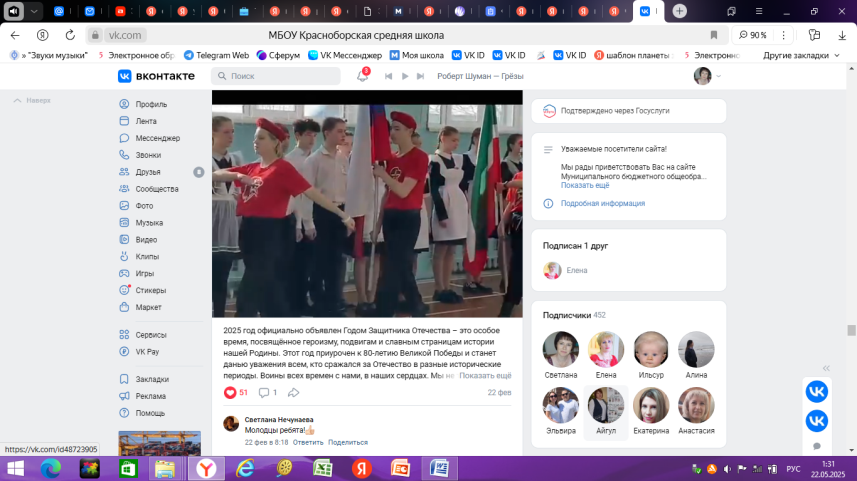 vk.com
МБОУ Красноборская средняя школа
90 %
» "Звуки музыки"
Электронное обр
Telegram Web
Сферум
VK Мессенджер
Моя школа
VK ID
VK ID
VK ID
шаблон планеты
Электронно
Другие закладки
Наверх
ВКОНТАКТЕ
Поиск
3
Роберт Шуман — Грёзы
Профиль
Лента
Мессенджер
Звонки
Друзья
8
Сообщества
Фото
Музыка
Видео
Клипы
Игры
Стикеры
Маркет
Сервисы
VK Pay
Закладки
Реклама
Помощь
2025 год официально объявлен Годом Защитника Отечества – это особое
время, посвящённое героизму, подвигам и славным страницам истории
нашей Родины. Этот год приурочен к 80-летию Великой Победы и станет
данью уважения всем, кто сражался за Отечество в разные исторические
периоды. Воины всех времен с нами, в наших сердцах. Мы не Показать ещё
51
1
22 фев
Светлана Нечунаева
Молодцы ребята!
22 фев в 8:18 Ответить Поделиться
Подтверждено через Госуслуги
Уважаемые посетители сайта!
Мы рады приветствовать Вас на сайте
Муниципального бюджетного общеобра...
Показать ещё
Подробная информация
Подписан 1 друг
Елена
Подписчики 452
Светлана Елена Ильсур Алина
Эльвира Айгул Екатерина Анастасия
https://vk.com/id48723905
РУС
1:31
22.05.2025